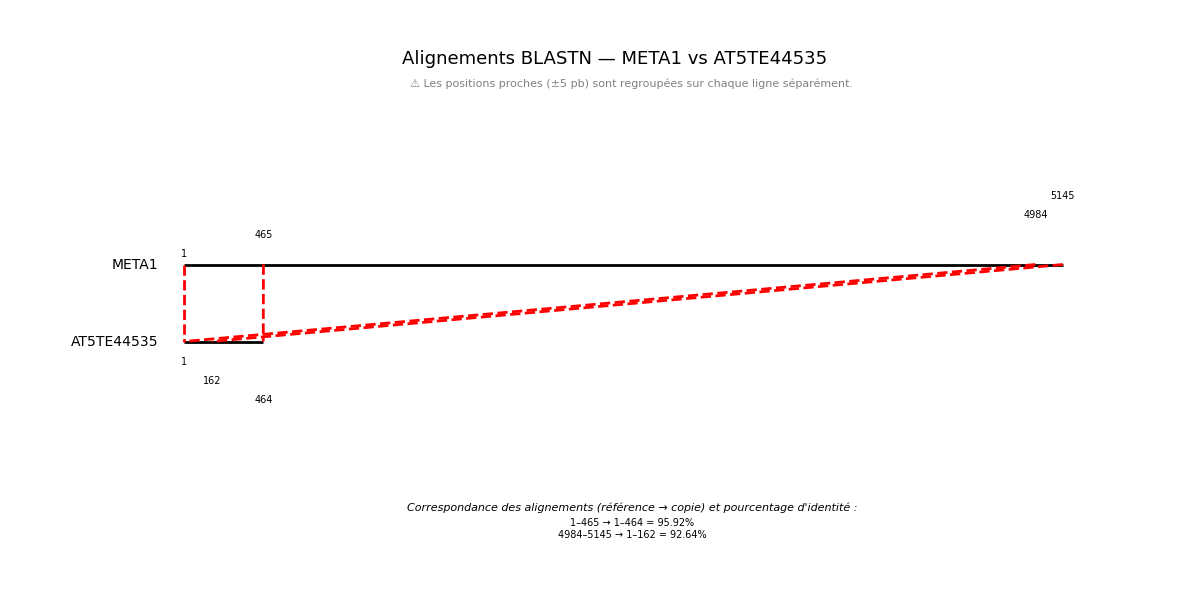 Alignements BLASTN — META1 vs AT5TE44535
⚠ Les positions proches (±5 pb) sont regroupées sur chaque ligne séparément.
5145
4984
465
1
META1
AT5TE44535
1
162
464
Correspondance des alignements (référence → copie) et pourcentage d'identité :
1–465 → 1–464 = 95.92%
4984–5145 → 1–162 = 92.64%